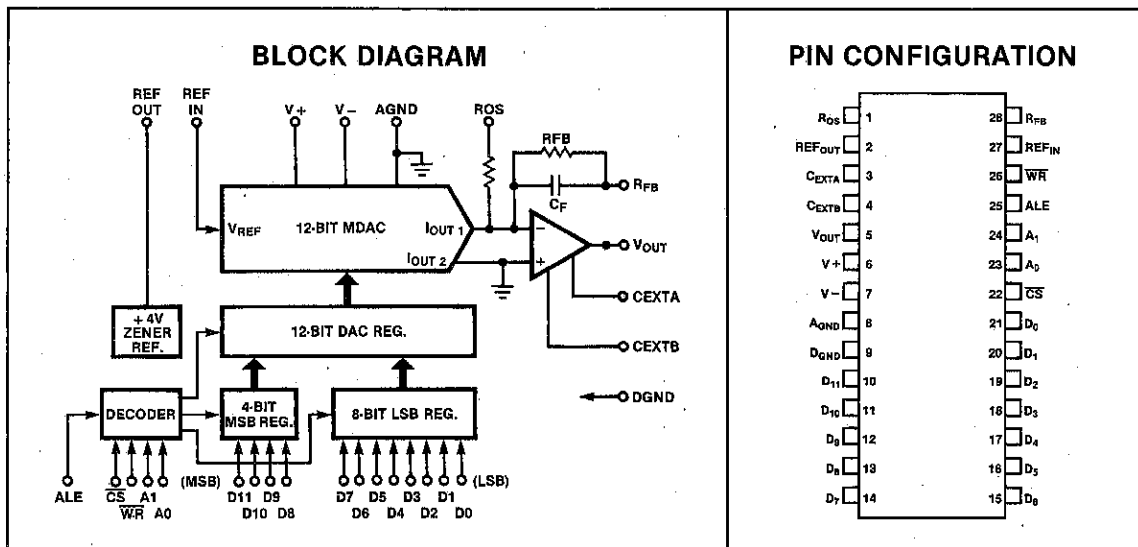 BLOCK DIAGRAM
REF OUT
REF IN
V+
V−
AGND
ROS
RFB
RFB
CF
VREF
12-BIT MDAC
IOUT 1
IOUT 2
−
+
VOUT
CEXTA
CEXTB
DGND
+4V
ZENER
REF.
12-BIT DAC REG.
DECODER
4-BIT
MSB REG.
8-BIT LSB REG.
ALE
CS
WR
A1
A0
(MSB)
D11
D10
D9
D8
D7
D6
D5
D4
D3
D2
D1
D0
(LSB)
PIN CONFIGURATION
ROS 1 28 RFB
REFOUT 2 27 REFIN
CEXTA 3 26 WR
CEXTB 4 25 ALE
VOUT 5 24 A1
V+ 6 23 A0
V− 7 22 CS
AGND 8 21 D0
DGND 9 20 D1
D11 10 19 D2
D10 11 18 D3
D9 12 17 D4
D8 13 16 D5
D7 14 15 D6